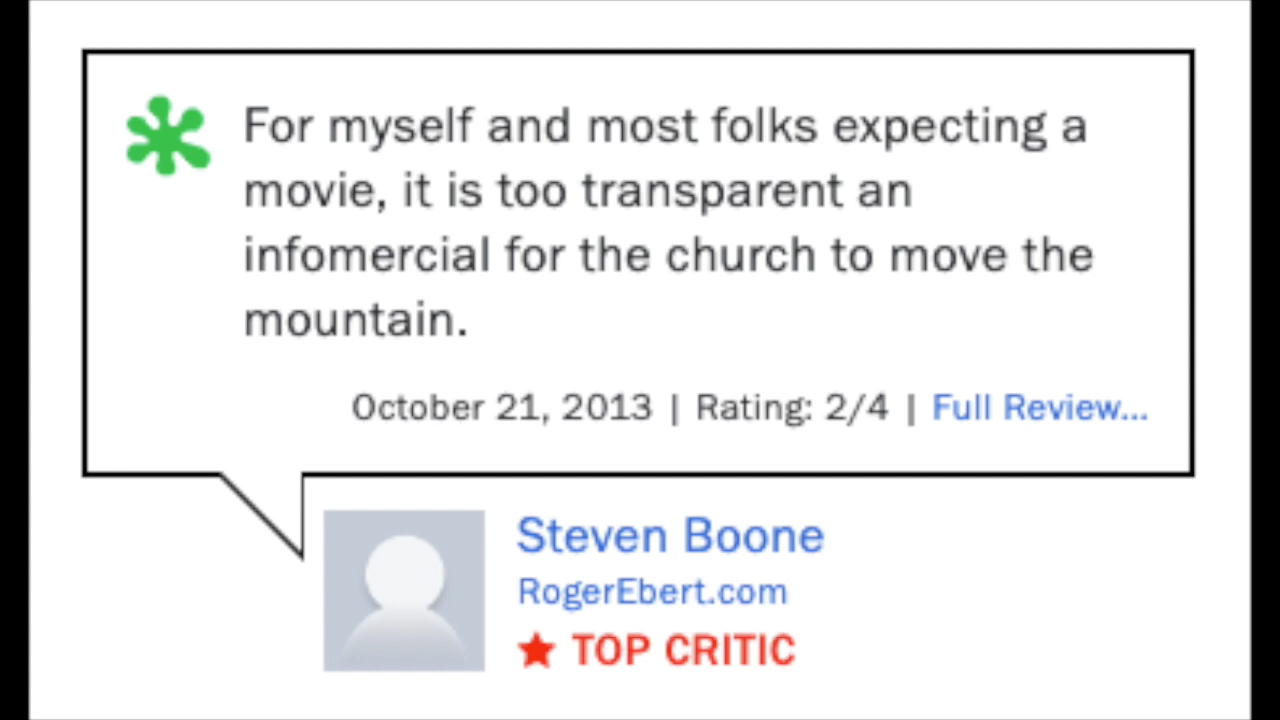 For myself and most folks expecting a
movie, it is too transparent an
infomercial for the church to move the
mountain.
October 21, 2013 | Rating: 2/4 | Full Review...
Steven Boone
RogerEbert.com
TOP CRITIC